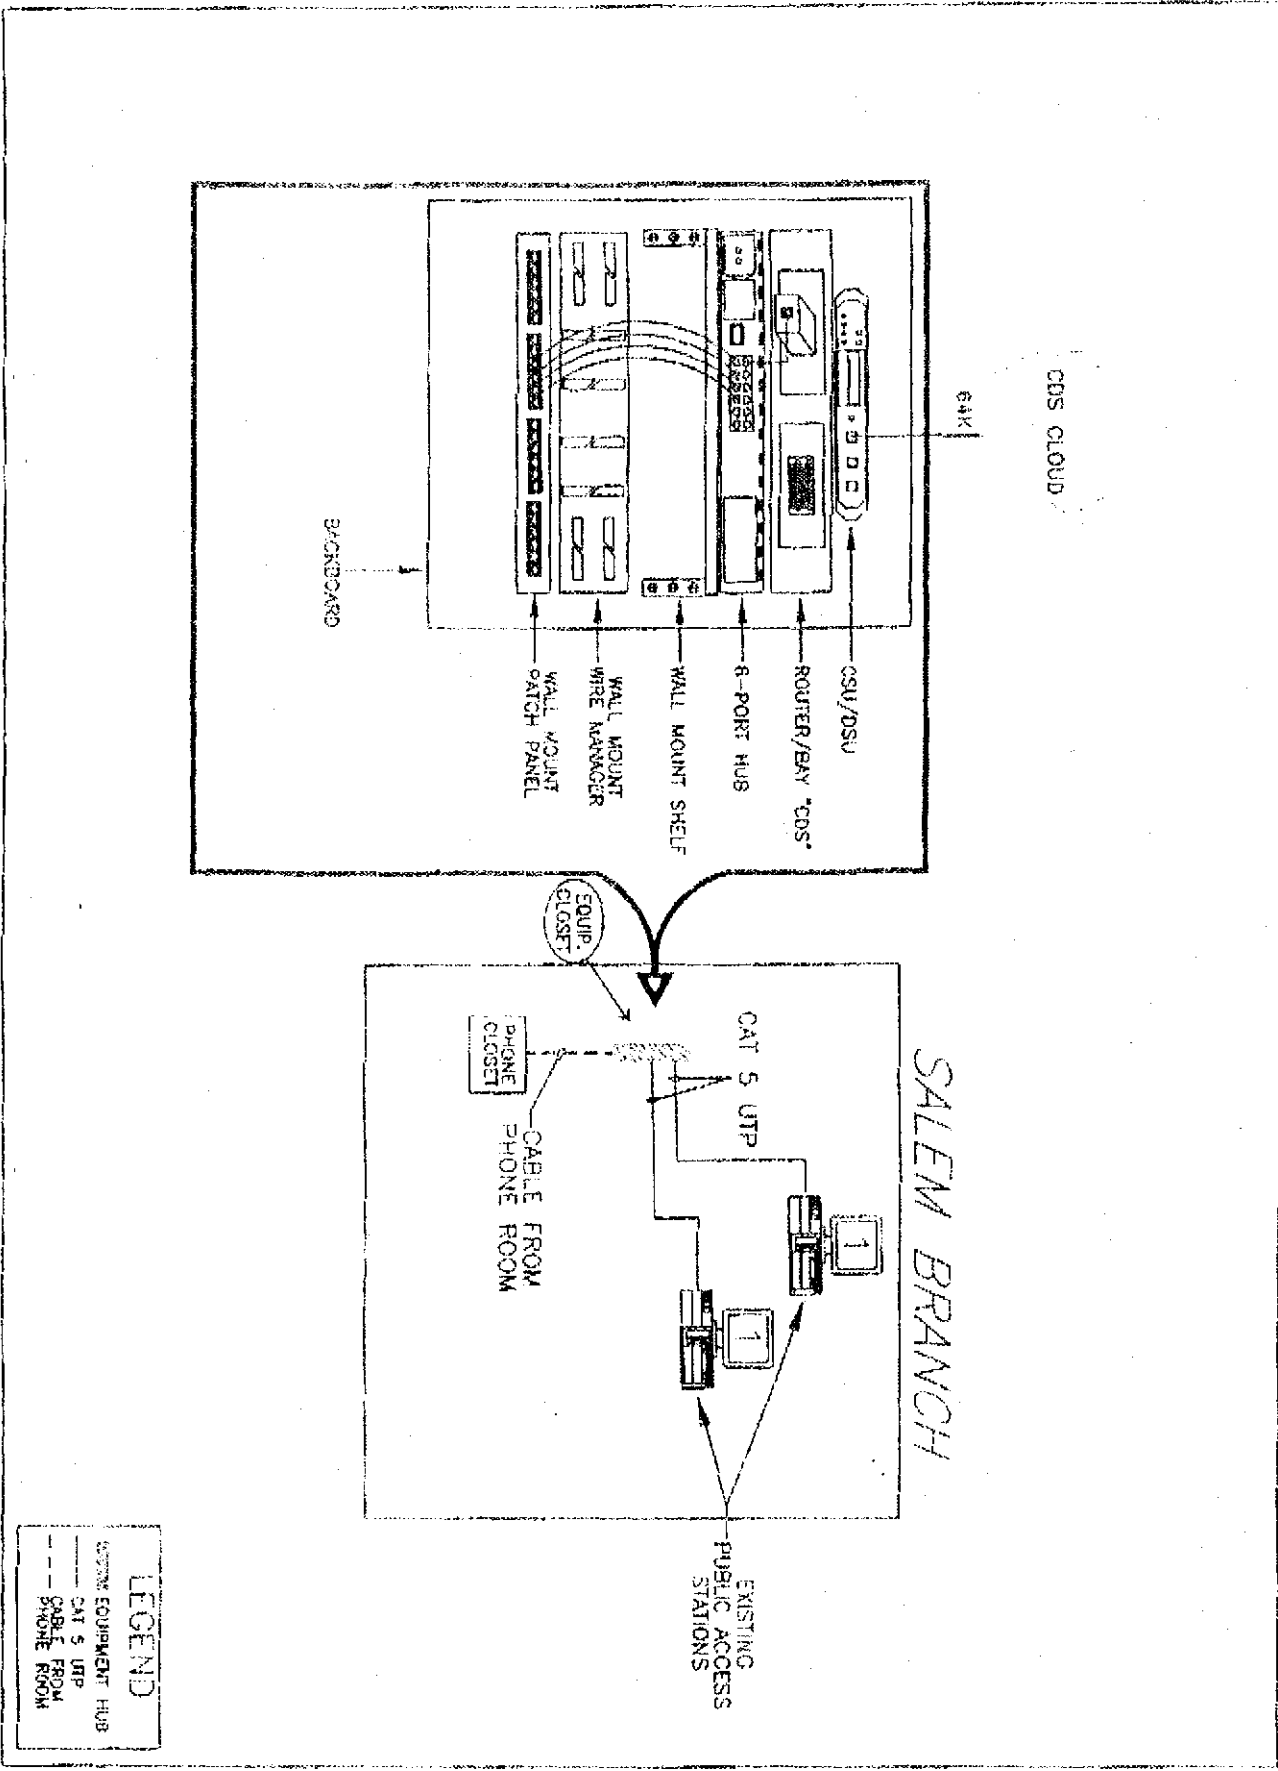 CDS CLOUD
64K
CSU/DSU
ROUTER/BAY "CDS"
8-PORT HUB
WALL MOUNT SHELF
WALL MOUNT
WIRE MANAGER
WALL MOUNT
PATCH PANEL
BACKBOARD
SALEM BRANCH
EQUIP.
CLOSET
CAT 5 UTP
1
1
PHONE
CLOSET
CABLE FROM
PHONE ROOM
EXISTING
PUBLIC ACCESS
STATIONS
LEGEND
EQUIPMENT HUB
CAT 5 UTP
CABLE FROM
PHONE ROOM